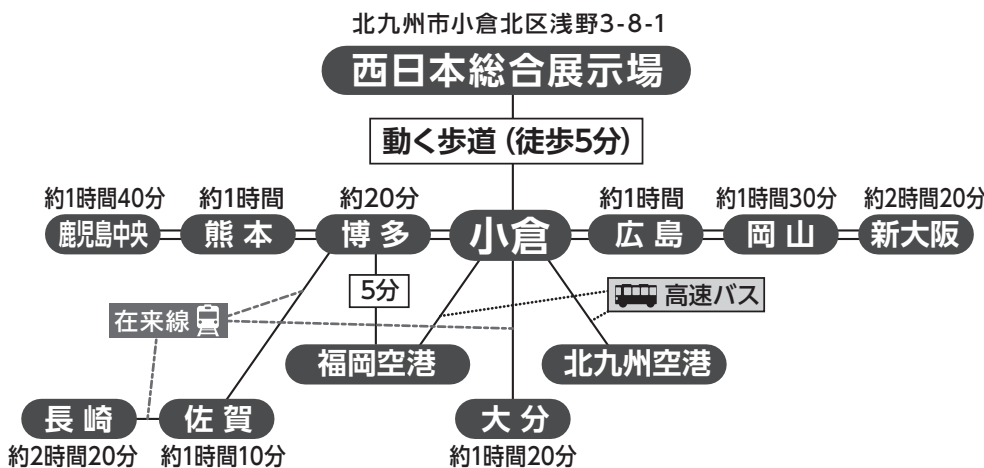 北九州市小倉北区浅野3-8-1
西日本総合展示場
動く歩道（徒歩5分）
約1時間40分 約1時間 約20分 約1時間 約1時間30分 約2時間20分
鹿児島中央 熊本 博多 小倉 広島 岡山 新大阪
5分 高速バス
在来線
福岡空港 北九州空港
長崎 佐賀 大分
約2時間20分 約1時間10分 約1時間20分